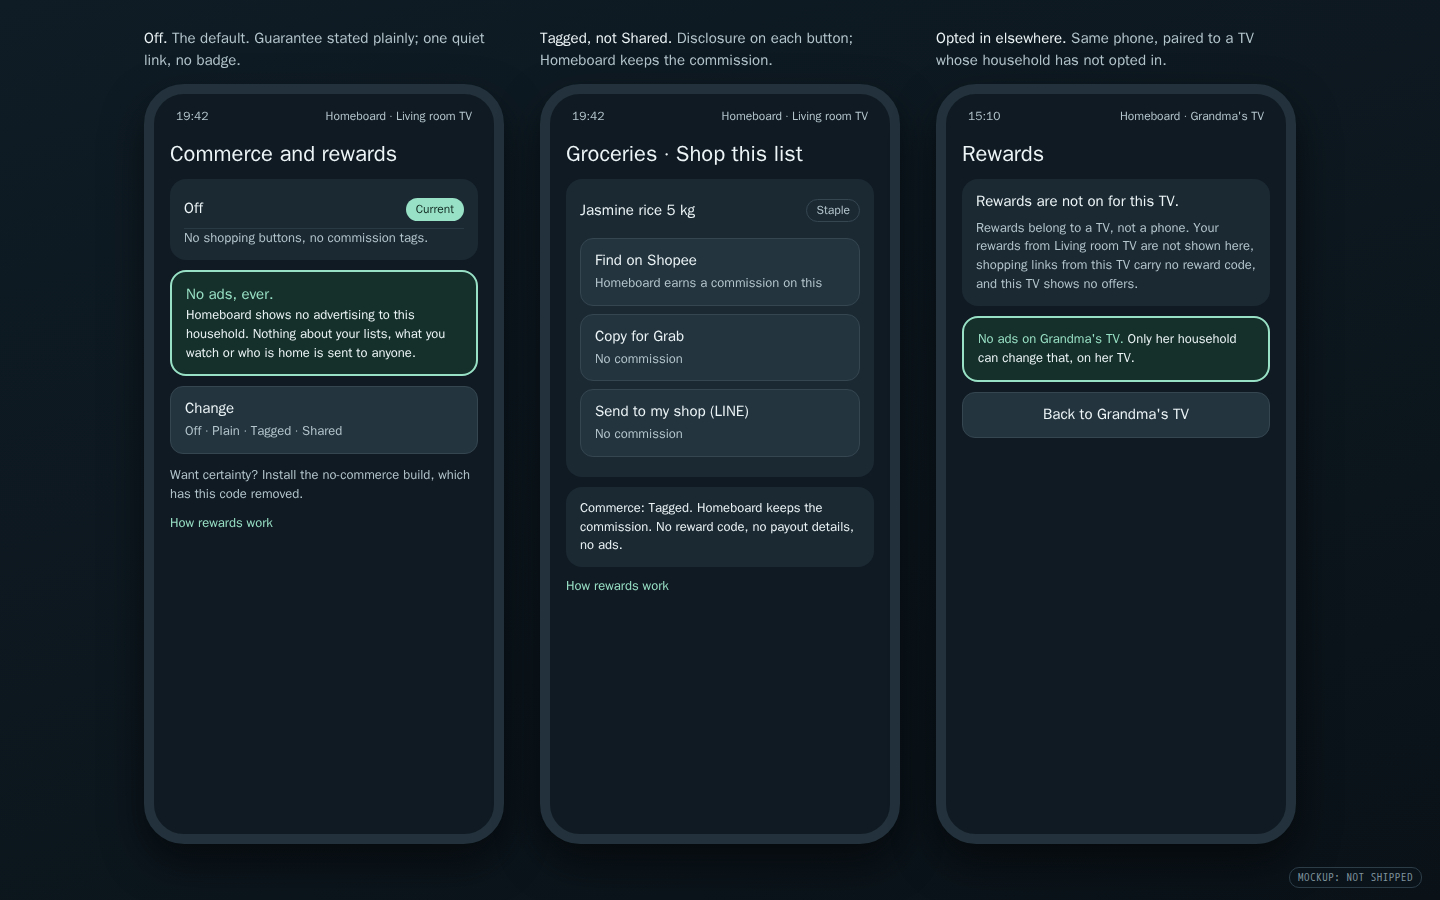 Off. The default. Guarantee stated plainly; one quiet
link, no badge.
19:42
Homeboard · Living room TV
Commerce and rewards
Off
Current
No shopping buttons, no commission tags.
No ads, ever.
Homeboard shows no advertising to this
household. Nothing about your lists, what you
watch or who is home is sent to anyone.
Change
Off · Plain · Tagged · Shared
Want certainty? Install the no-commerce build, which
has this code removed.
How rewards work
Tagged, not Shared. Disclosure on each button;
Homeboard keeps the commission.
19:42
Homeboard · Living room TV
Groceries · Shop this list
Jasmine rice 5 kg
Staple
Find on Shopee
Homeboard earns a commission on this
Copy for Grab
No commission
Send to my shop (LINE)
No commission
Commerce: Tagged. Homeboard keeps the
commission. No reward code, no payout details,
no ads.
How rewards work
Opted in elsewhere. Same phone, paired to a TV
whose household has not opted in.
15:10
Homeboard · Grandma's TV
Rewards
Rewards are not on for this TV.
Rewards belong to a TV, not a phone. Your
rewards from Living room TV are not shown here,
shopping links from this TV carry no reward code,
and this TV shows no offers.
No ads on Grandma's TV. Only her household
can change that, on her TV.
Back to Grandma's TV
MOCKUP: NOT SHIPPED